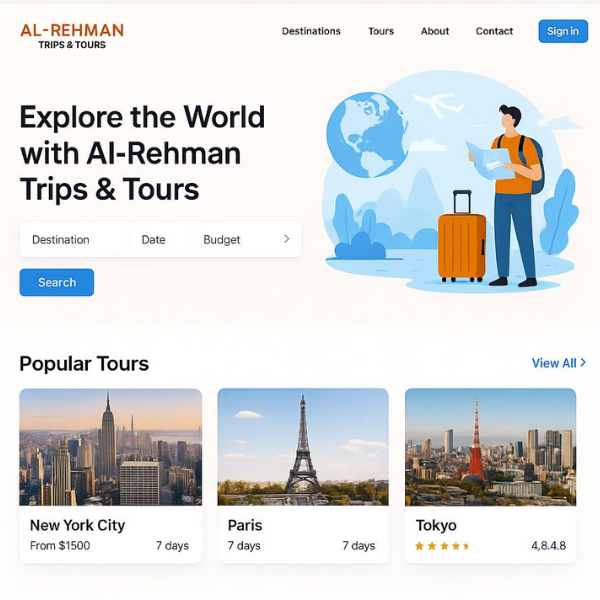 AL-REHMAN
TRIPS & TOURS
Destinations Tours About Contact Sign in
Explore the World
with Al-Rehman
Trips & Tours
Destination Date Budget
Search
Popular Tours
View All
New York City
From $1500 7 days
Paris
7 days 7 days
Tokyo
4,8.4.8